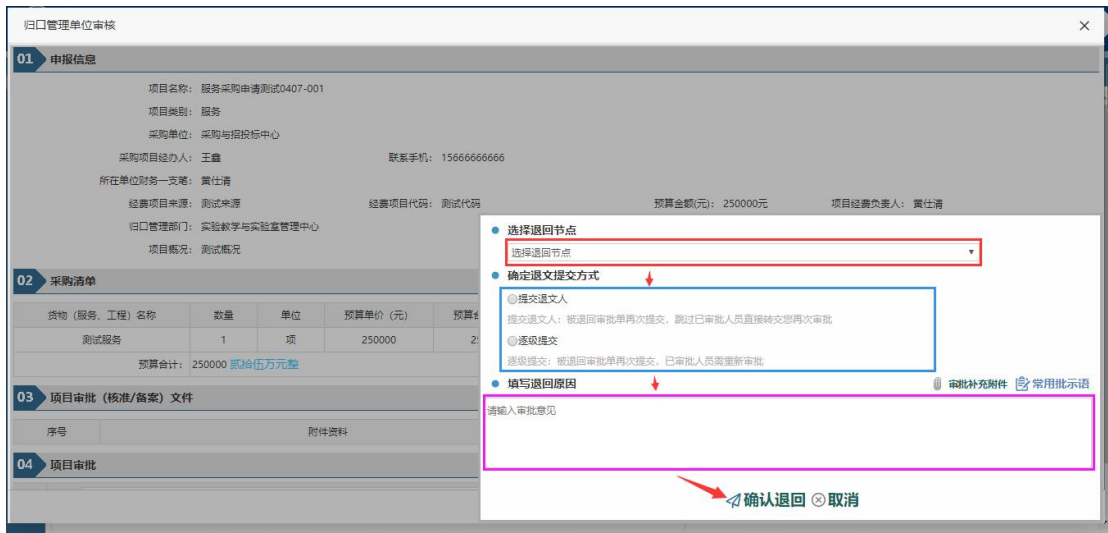 归口管理单位审核
01 申报信息
项目名称: 服务采购申请测试0407-001
项目类别: 服务
采购单位: 采购与招投标中心
采购项目经办人: 王鑫 联系手机: 15666666666
所在单位财务一支笔: 黄仕清
经费项目来源: 测试来源 经费项目代码: 测试代码 预算金额(元): 250000元 项目经费负责人: 黄仕清
归口管理部门: 实验教学与实验室管理中心
项目概况: 测试概况
选择退回节点
选择退回节点
02 采购清单
确定退文提交方式
货物(服务、工程)名称 数量 单位 预算单价(元)
提交退文人
提交退文人:被退回审批单再次提交,跳过已审批人员直接转交您再次审批
测试服务 1 项 250000
逐级提交
逐级提交:被退回审批单再次提交,已审批人员需重新审批
预算合计: 250000 贰拾伍万元整
填写退回原因 审批补充附件 常用批示语
03 项目审批(核准/备案)文件
请输入审批意见
序号 附件资料
04 项目审批
确认退回 取消